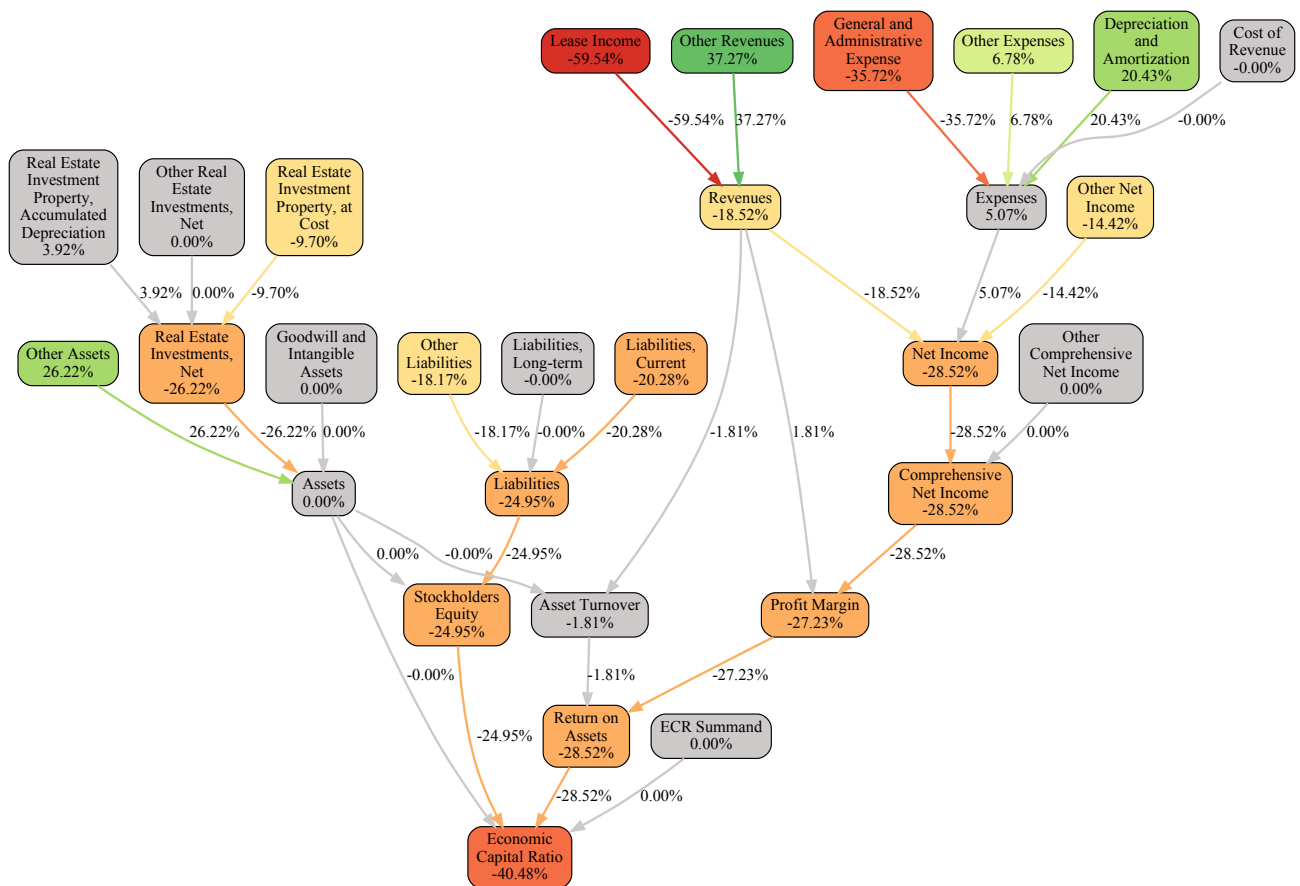 Lease Income
-59.54%
Other Revenues
37.27%
General and
Administrative
Expense
-35.72%
Other Expenses
6.78%
Depreciation
and
Amortization
20.43%
Cost of
Revenue
-0.00%
-59.54%
37.27%
-35.72%
6.78%
20.43%
-0.00%
Real Estate
Investment
Property,
Accumulated
Depreciation
3.92%
Other Real
Estate
Investments,
Net
0.00%
Real Estate
Investment
Property, at
Cost
-9.70%
Revenues
-18.52%
Expenses
5.07%
Other Net
Income
-14.42%
3.92%
0.00%
-9.70%
-18.52%
5.07%
-14.42%
Other Assets
26.22%
Real Estate
Investments,
Net
-26.22%
Goodwill and
Intangible
Assets
0.00%
Other
Liabilities
-18.17%
Liabilities,
Long-term
-0.00%
Liabilities,
Current
-20.28%
Net Income
-28.52%
Other
Comprehensive
Net Income
0.00%
26.22%
-26.22%
0.00%
-18.17%
-0.00%
-20.28%
-1.81%
1.81%
-28.52%
0.00%
Assets
0.00%
Liabilities
-24.95%
Comprehensive
Net Income
-28.52%
0.00%
-0.00%
-24.95%
-28.52%
Stockholders
Equity
-24.95%
Asset Turnover
-1.81%
Profit Margin
-27.23%
-0.00%
-1.81%
-27.23%
-24.95%
Return on
Assets
-28.52%
ECR Summand
0.00%
-28.52%
0.00%
Economic
Capital Ratio
-40.48%